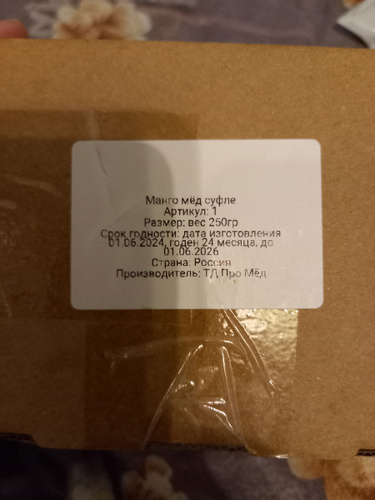 Манго мёд суфле
Артикул: 1
Размер: вес 250гр
Срок годности: дата изготовления
01.06.2024, годен 24 месяца, до
01.06.2026
Страна: Россия
Производитель: ТД Про Мёд